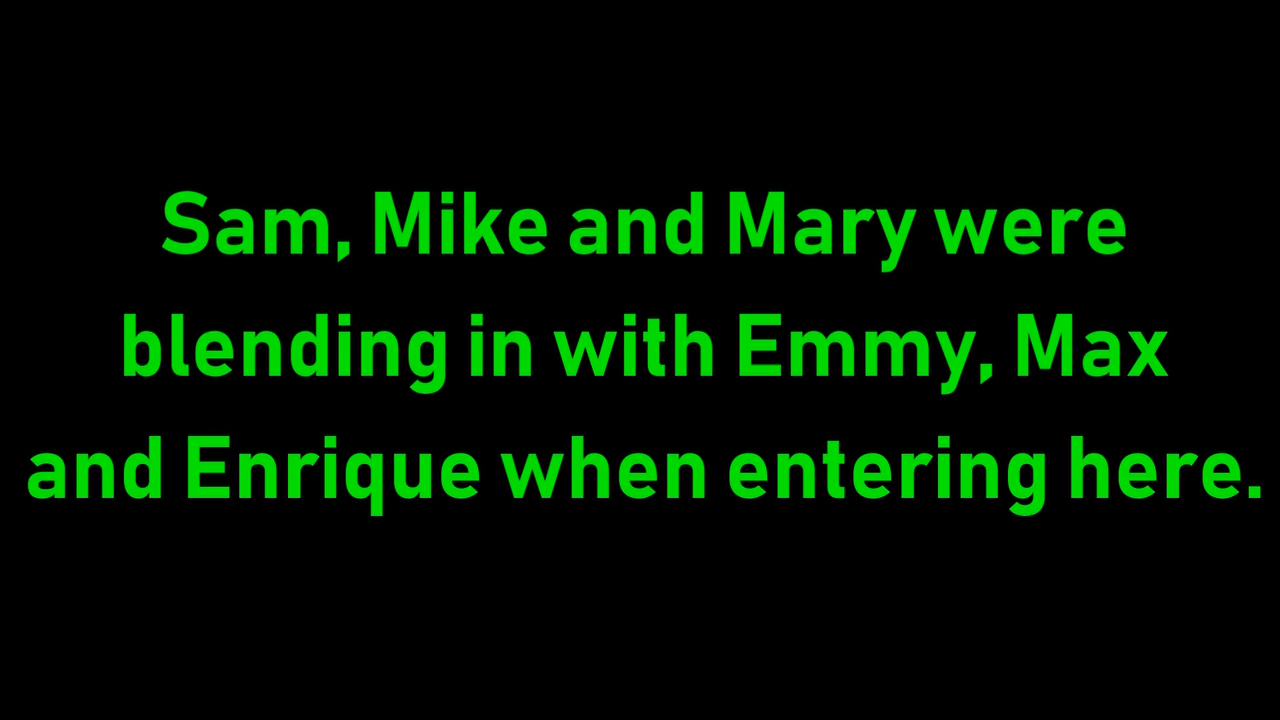 Sam, Mike and Mary were
blending in with Emmy, Max
and Enrique when entering here.